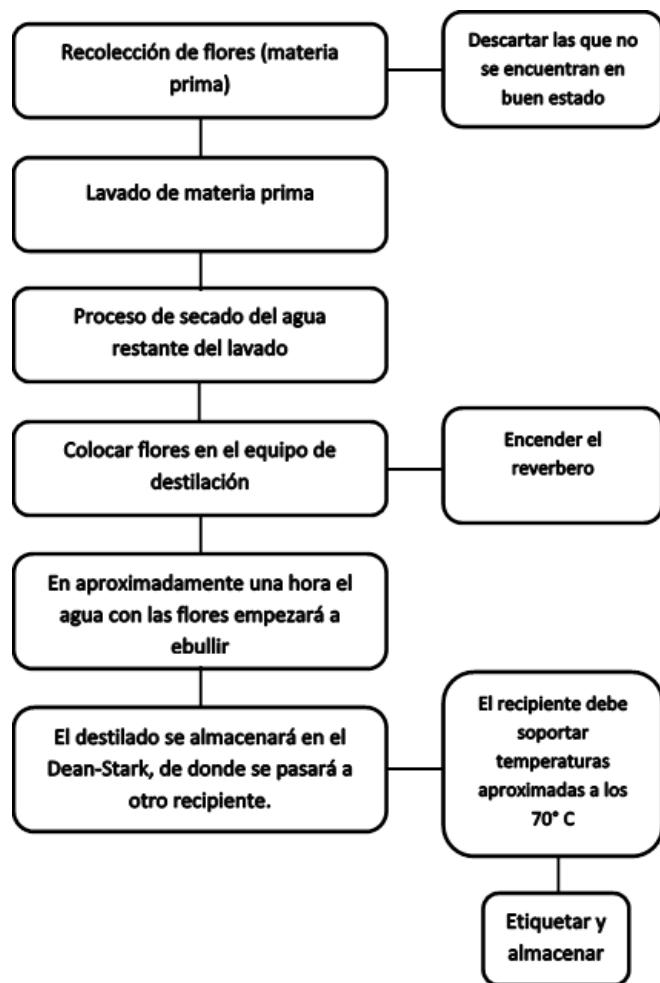 Recolección de flores (materia
prima)
Descartar las que no
se encuentran en
buen estado
Lavado de materia prima
Proceso de secado del agua
restante del lavado
Colocar flores en el equipo de
destilación
Encender el
reverbero
En aproximadamente una hora el
agua con las flores empezará a
ebullir
El destilado se almacenará en el
Dean-Stark, de donde se pasará a
otro recipiente.
El recipiente debe
soportar
temperaturas
aproximadas a los
70° C
Etiquetar y
almacenar